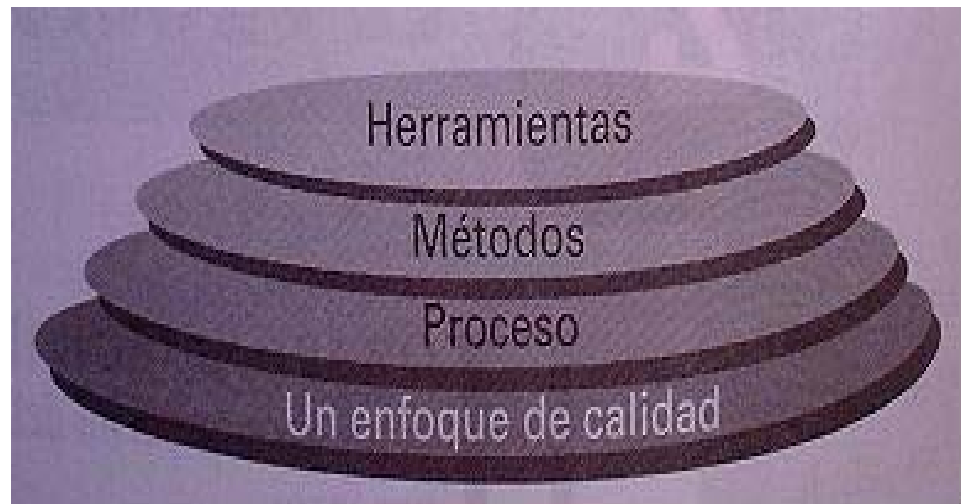 Herramientas
Métodos
Proceso
Un enfoque de calidad